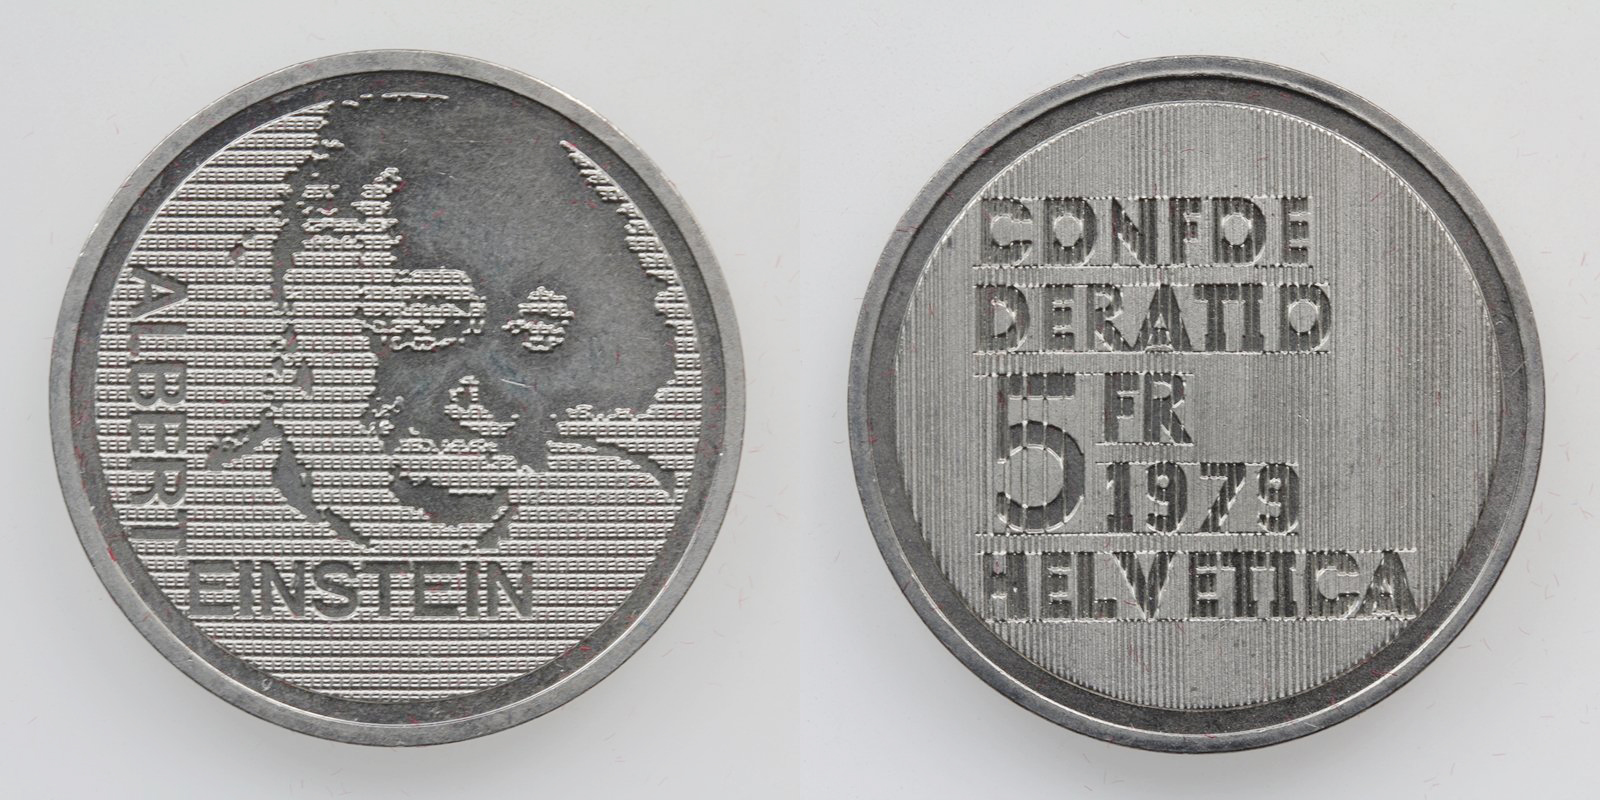 ALBERT
EINSTEIN
CONFOE
DERATIO
5 FR
1979
HELVETICA